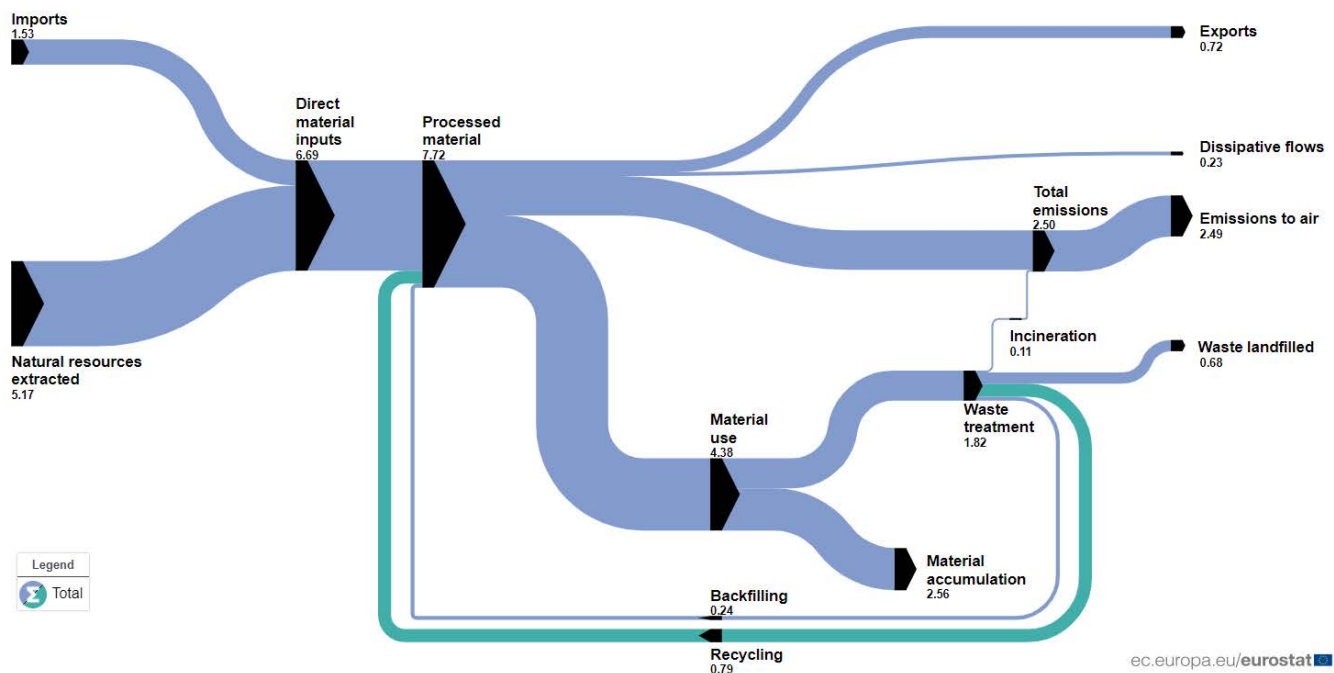 Imports
1.53
Exports
0.72
Direct
material
inputs
6.69
Processed
material
7.72
Dissipative flows
0.23
Total
emissions
2.50
Emissions to air
2.49
Incineration
0.11
Waste landfilled
0.68
Natural resources
extracted
5.17
Material
use
4.38
Waste
treatment
1.82
Material
accumulation
2.56
Legend
Σ Total
Backfilling
0.24
Recycling
0.79
ec.europa.eu/eurostat